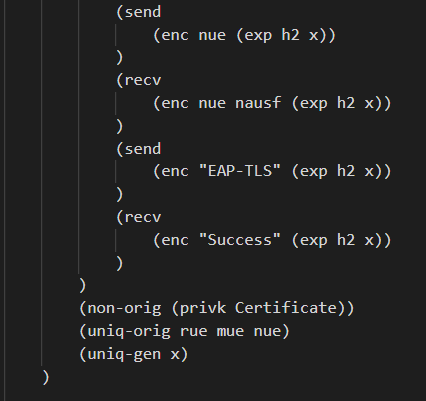 (send
(enc nue (exp h2 x))
)
(recv
(enc nue nausf (exp h2 x))
)
(send
(enc "EAP-TLS" (exp h2 x))
)
(recv
(enc "Success" (exp h2 x))
)
)
(non-orig (privk Certificate))
(uniq-orig rue mue nue)
(uniq-gen x)
)